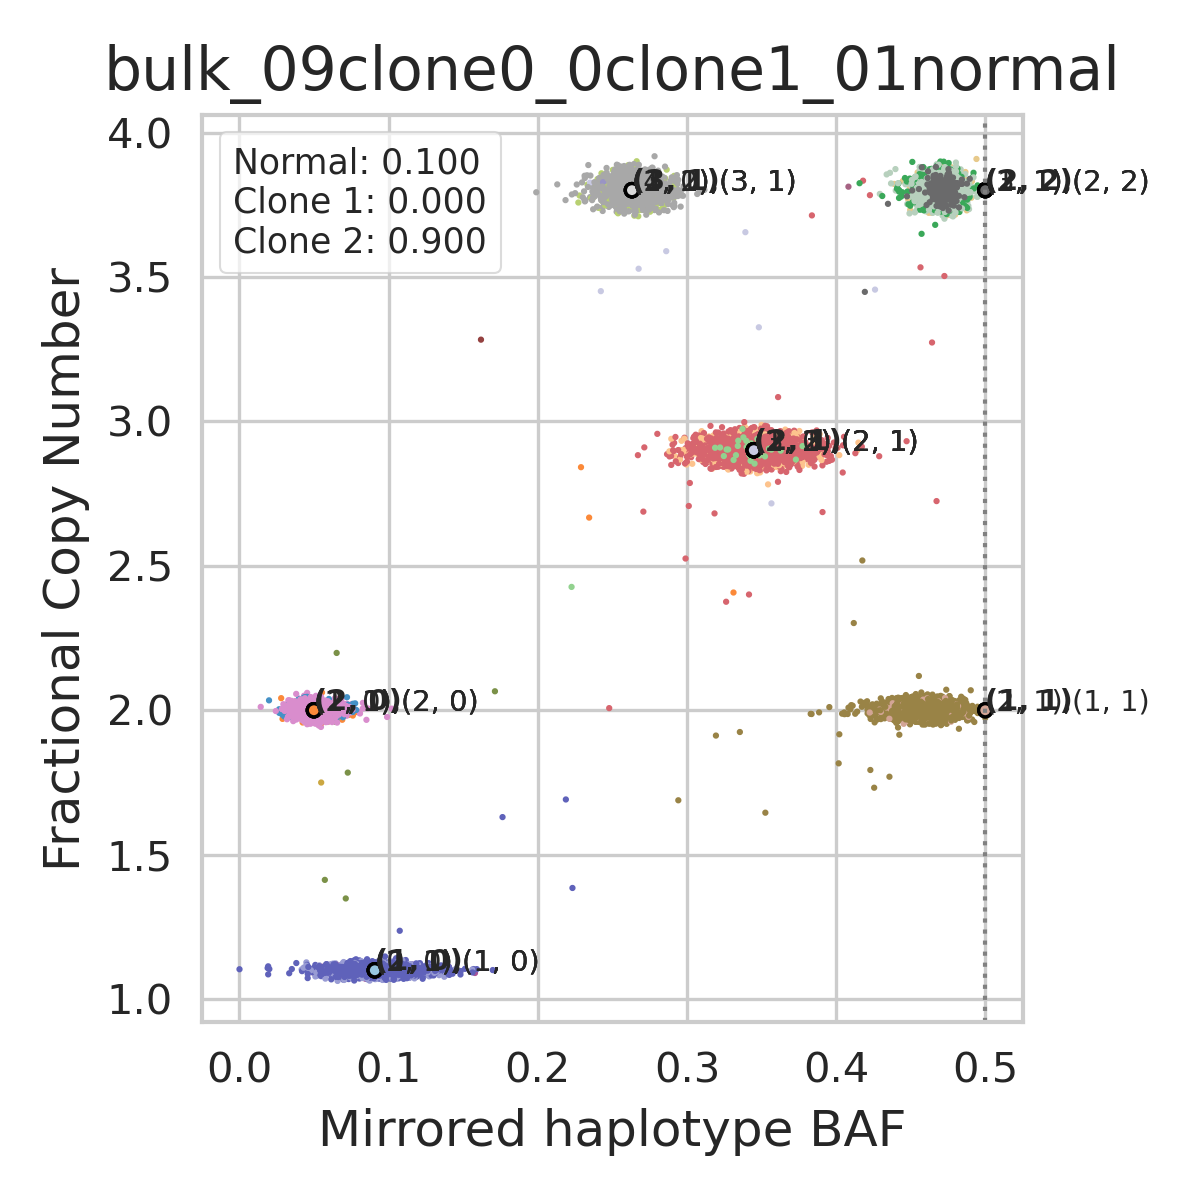 bulk_09clone0_0clone1_01normal
Normal: 0.100
Clone 1: 0.000
Clone 2: 0.900
Fractional Copy Number
4.0
3.5
3.0
2.5
2.0
1.5
1.0
(3, 1)
(2, 2)
(2, 1)
(2, 0)
(1, 1)
(1, 0)
0.0 0.1 0.2 0.3 0.4 0.5
Mirrored haplotype BAF